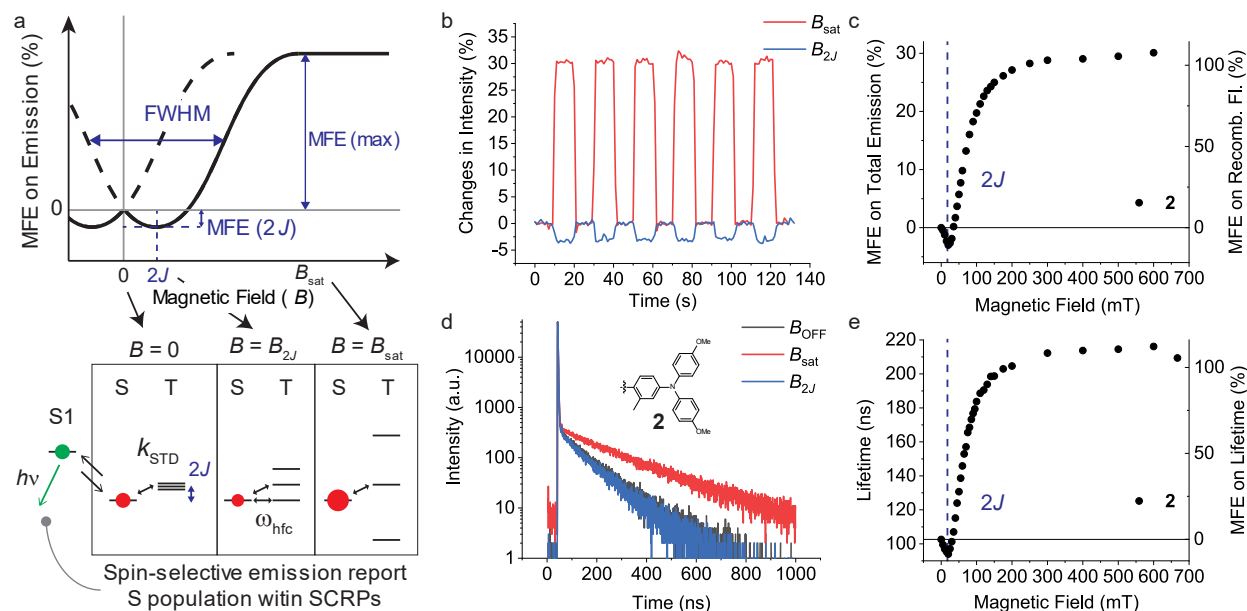 a
MFE on Emission (%)
FWHM
MFE (max)
MFE (2J)
0
0
2J
B_sat
Magnetic Field (B)
B = 0
B = B_2J
B = B_sat
S T
S T
S T
S1
k_STD
2J
hν
ω_hfc
Spin-selective emission report
S population witin SCRPs
b
B_sat
B_2J
Changes in Intensity (%)
35
30
25
20
15
10
5
0
-5
0 20 40 60 80 100 120 140
Time (s)
c
MFE on Total Emission (%)
30
25
20
15
10
5
0
5
2J
2
100
50
0
MFE on Recomb. Fl. (%)
0 100 200 300 400 500 600 700
Magnetic Field (mT)
d
B_OFF
B_sat
B_2J
OMe
N
2
OMe
Intensity (a.u.)
10000
1000
100
10
1
0 200 400 600 800 1000
Time (ns)
e
Lifetime (ns)
220
200
180
160
140
120
100
2J
2
100
50
0
MFE on Lifetime (%)
0 100 200 300 400 500 600 700
Magnetic Field (mT)